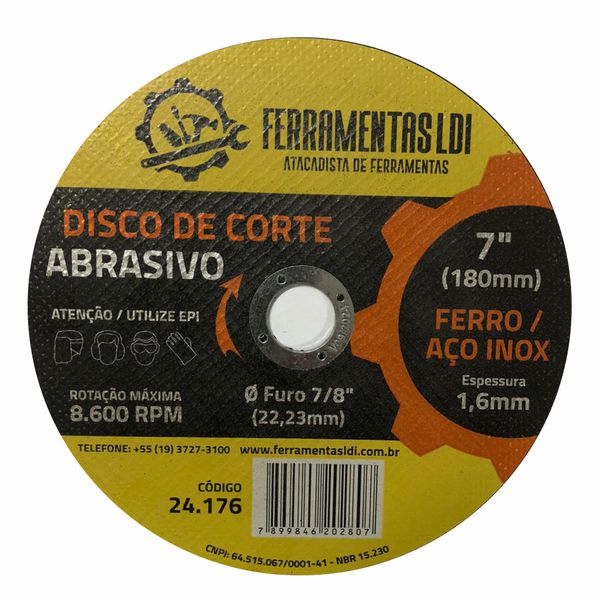 FERRAMENTAS LDI
ATACADISTA DE FERRAMENTAS
DISCO DE CORTE
ABRASIVO
ATENÇÃO / UTILIZE EPI
ROTAÇÃO MÁXIMA
8.600 RPM
Ø Furo 7/8"
(22,23mm)
7"
(180mm)
FERRO /
AÇO INOX
Espessura
1,6mm
TELEFONE: +55 (19) 3727-3100 www.ferramentasldi.com.br
CÓDIGO
24.176
7 899846 202807
CNPJ: 64.515.067/0001-41 - NBR 15.230